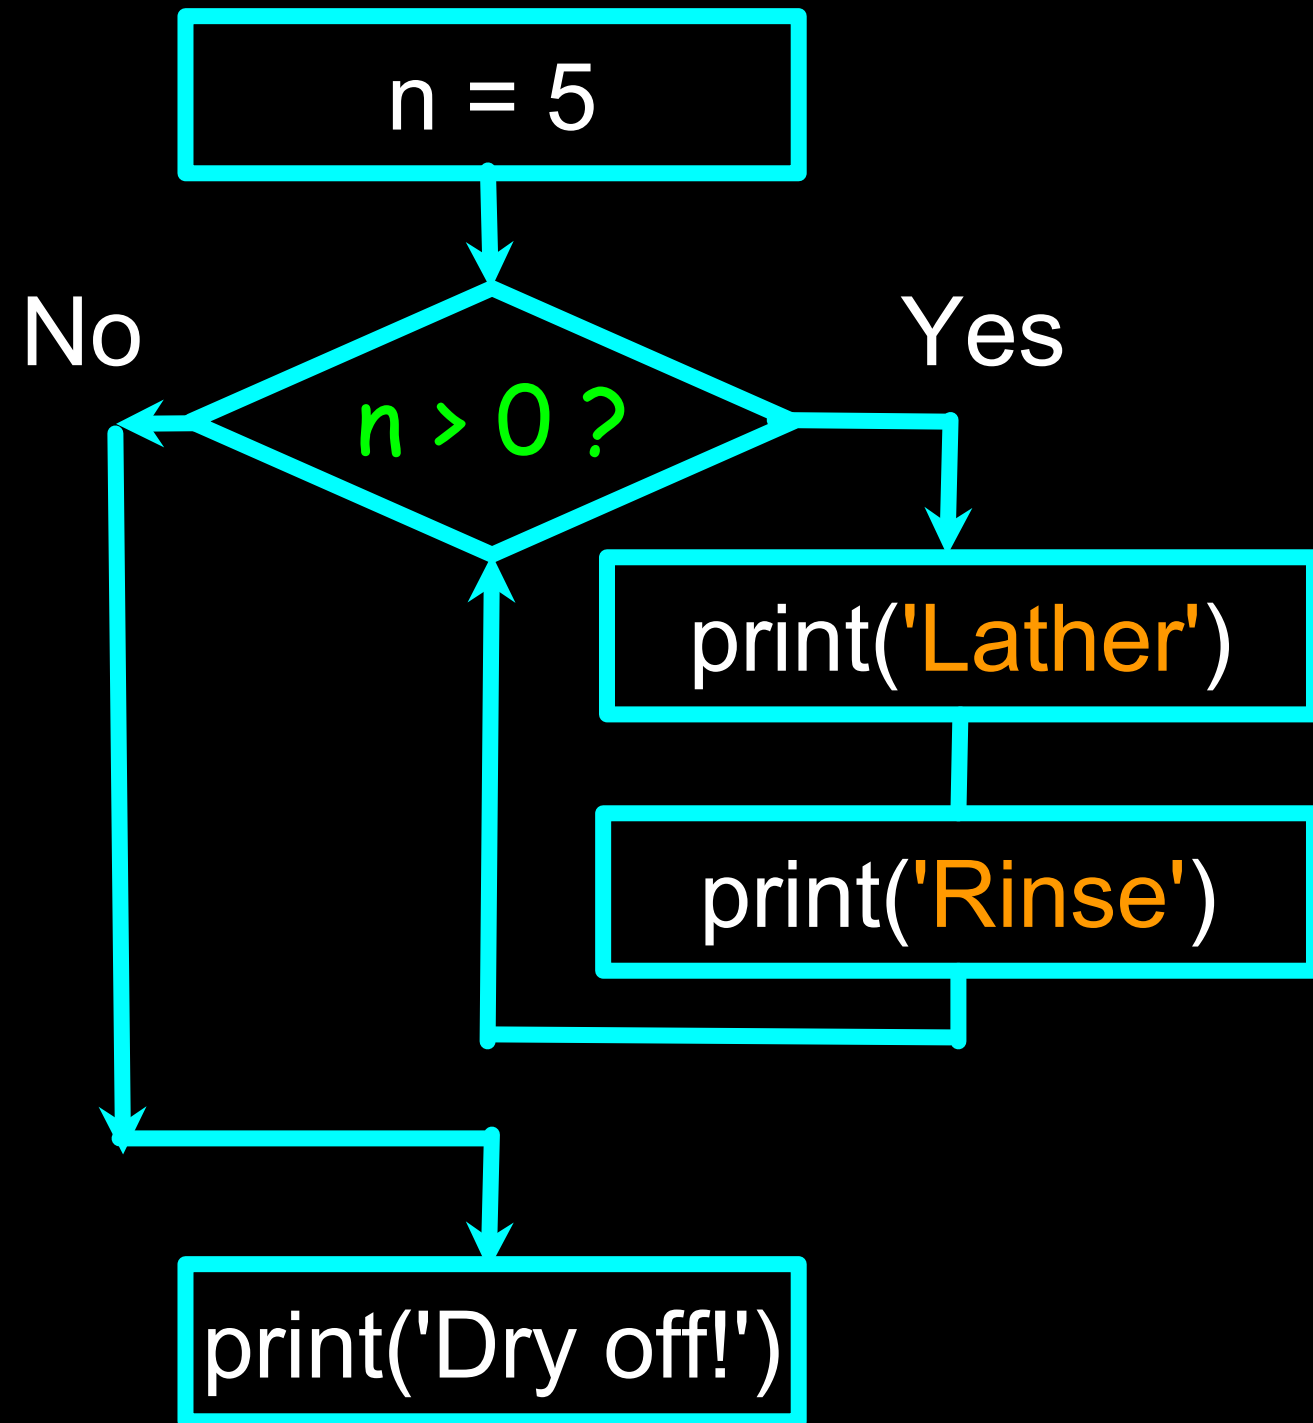 n = 5
No
Yes
n > 0 ?
print('Lather')
print('Rinse')
print('Dry off!')